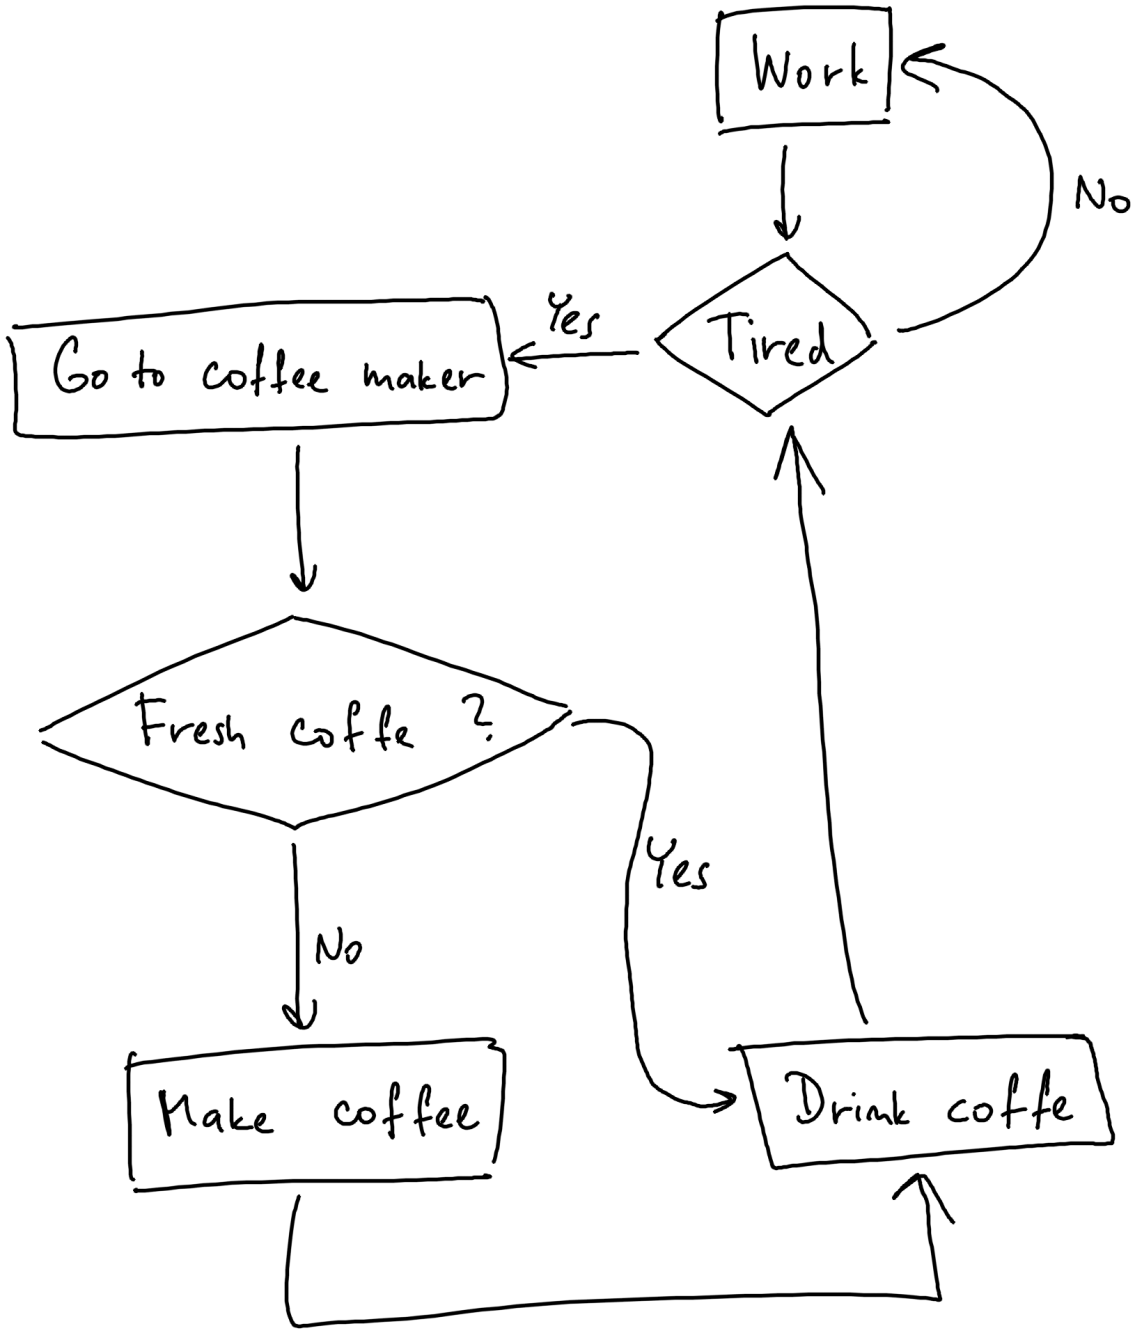 Work
No
Tired
Yes
Go to coffee maker
Fresh coffe ?
Yes
No
Make coffee
Drink coffe